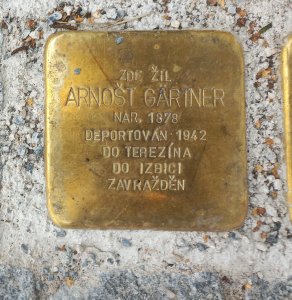 ZDE ŽIL
ARNOŠT GÄRTNER
NAR. 1878
DEPORTOVÁN 1942
DO TEREZÍNA
DO IZBICI
ZAVRAŽDĚN